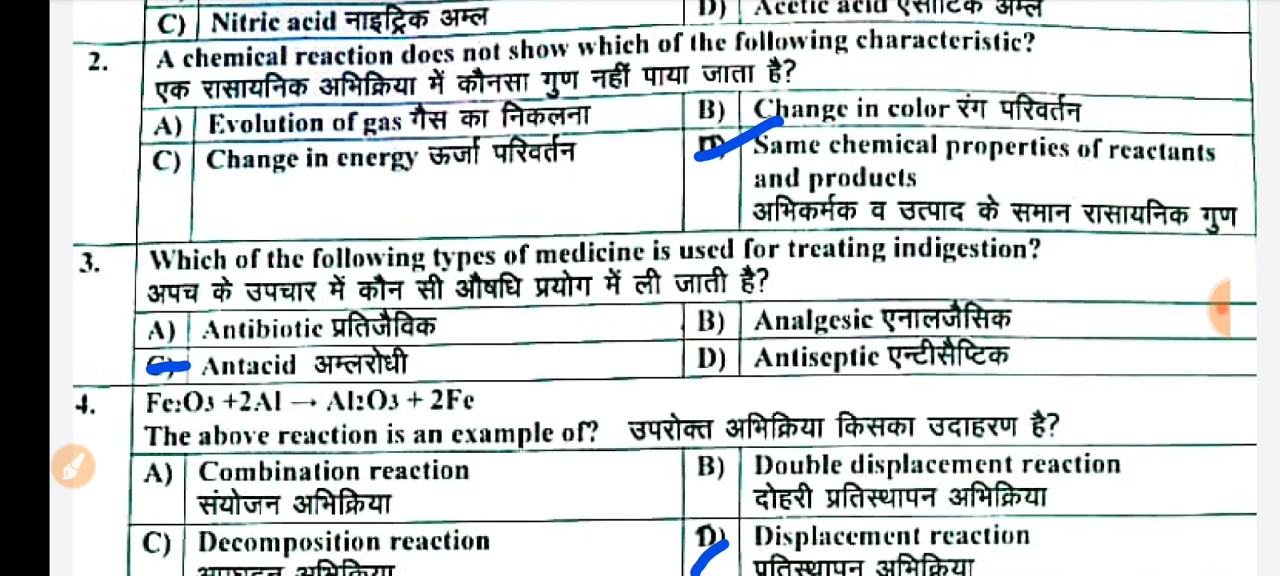 C) Nitric acid नाइट्रिक अम्ल D) Acetic acid एसीटिक अम्ल
2. A chemical reaction does not show which of the following characteristic?
एक रासायनिक अभिक्रिया में कौनसा गुण नहीं पाया जाता है?
A) Evolution of gas गैस का निकलना B) Change in color रंग परिवर्तन
C) Change in energy ऊर्जा परिवर्तन D) Same chemical properties of reactants
and products
अभिकर्मक व उत्पाद के समान रासायनिक गुण
3. Which of the following types of medicine is used for treating indigestion?
अपच के उपचार में कौन सी औषधि प्रयोग में ली जाती है?
A) Antibiotic प्रतिजैविक B) Analgesic एनालजैसिक
C) Antacid अम्लरोधी D) Antiseptic एन्टीसैप्टिक
4. Fe2O3 +2Al → Al2O3 + 2Fe
The above reaction is an example of? उपरोक्त अभिक्रिया किसका उदाहरण है?
A) Combination reaction B) Double displacement reaction
संयोजन अभिक्रिया दोहरी प्रतिस्थापन अभिक्रिया
C) Decomposition reaction D) Displacement reaction
अपघटन अभिक्रिया प्रतिस्थापन अभिक्रिया